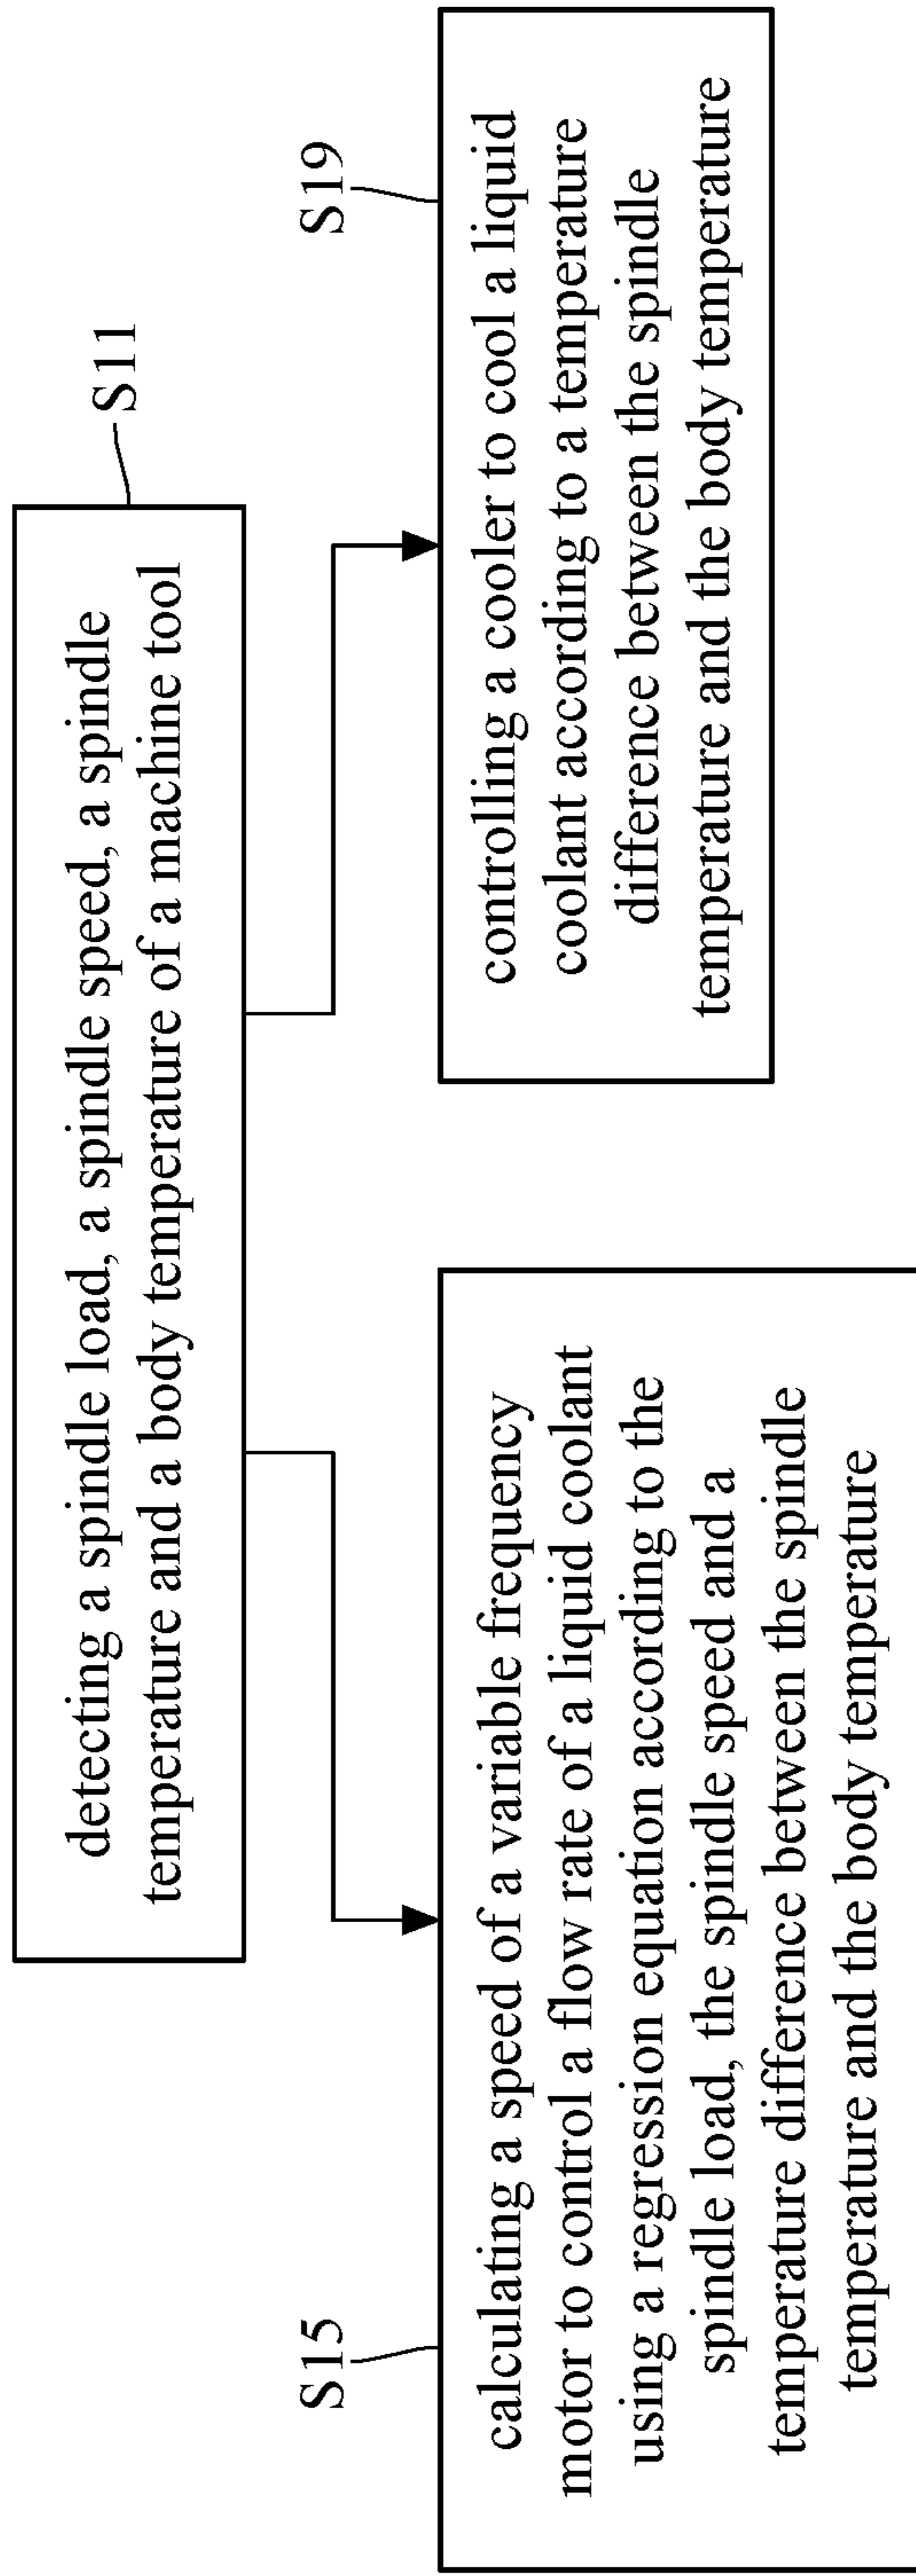 S11
detecting a spindle load, a spindle speed, a spindle
temperature and a body temperature of a machine tool
S15
calculating a speed of a variable frequency
motor to control a flow rate of a liquid coolant
using a regression equation according to the
spindle load, the spindle speed and a
temperature difference between the spindle
temperature and the body temperature
S19
controlling a cooler to cool a liquid
coolant according to a temperature
difference between the spindle
temperature and the body temperature